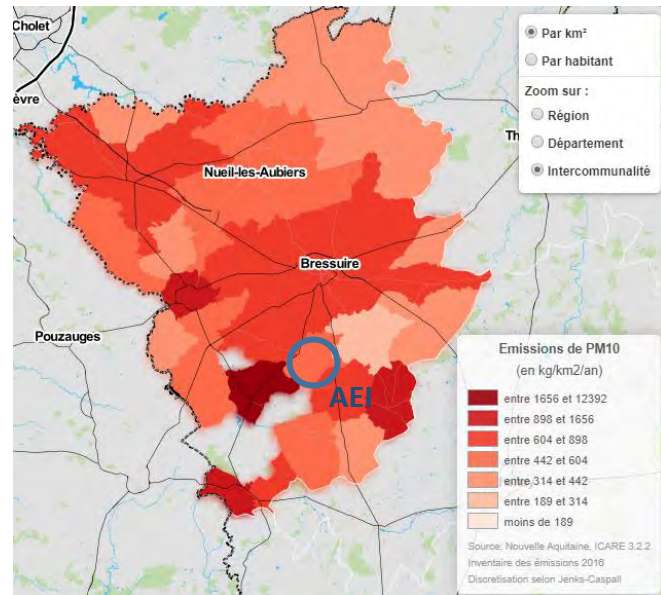 Cholet
èvre
Nueil-les-Aubiers
Bressuire
Pouzauges
AEI
Th
Par km²
Par habitant
Zoom sur :
Région
Département
Intercommunalité
Emissions de PM10
(en kg/km2/an)
entre 1656 et 12392
entre 898 et 1656
entre 604 et 898
entre 442 et 604
entre 314 et 442
entre 189 et 314
moins de 189
Source: Nouvelle Aquitaine, ICARE 3.2.2
Inventaire des émissions 2016
Discretisation selon Jenks-Caspall